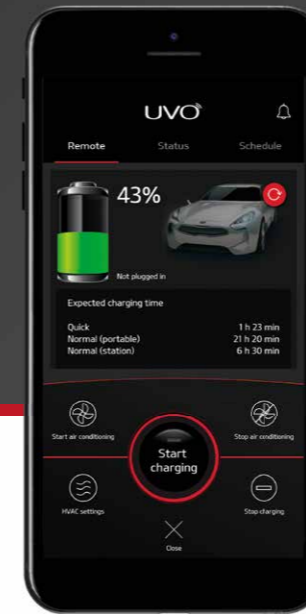 UVO
Remote Status Schedule
43%
Not plugged in
Expected charging time
Quick 1 h 23 min
Normal (portable) 21 h 20 min
Normal (station) 6 h 30 min
Start air conditioning
Stop air conditioning
Start
charging
HVAC settings
Stop charging
Close